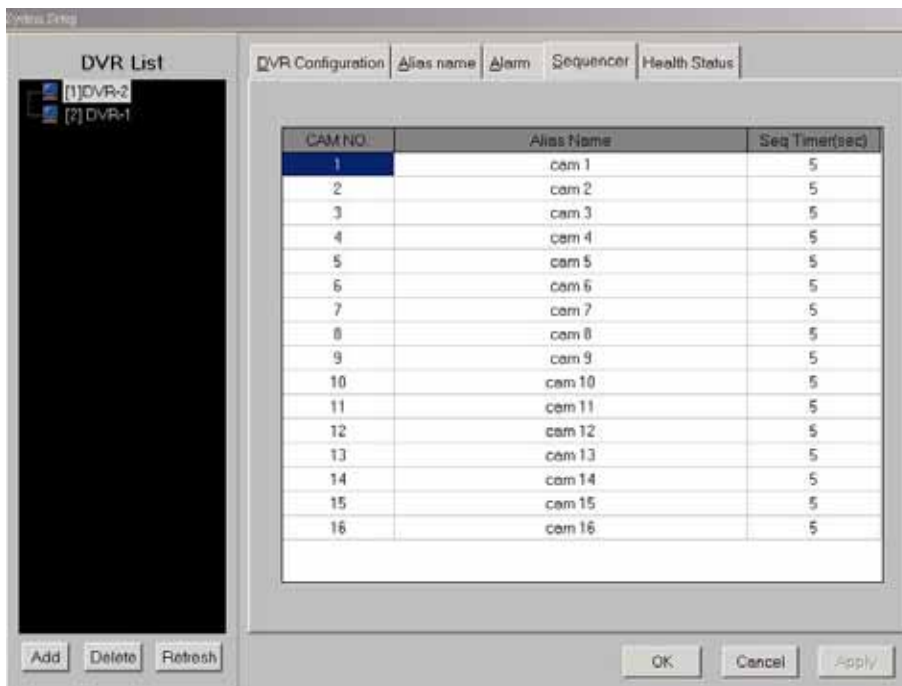 System Setup
DVR List
[1]DVR-2
[2] DVR-1
DVR Configuration Alias name Alarm Sequencer Health Status
CAM NO. Alias Name Seq Timer(sec)
1 cam 1 5
2 cam 2 5
3 cam 3 5
4 cam 4 5
5 cam 5 5
6 cam 6 5
7 cam 7 5
8 cam 8 5
9 cam 9 5
10 cam 10 5
11 cam 11 5
12 cam 12 5
13 cam 13 5
14 cam 14 5
15 cam 15 5
16 cam 16 5
Add Delete Refresh
OK Cancel Apply